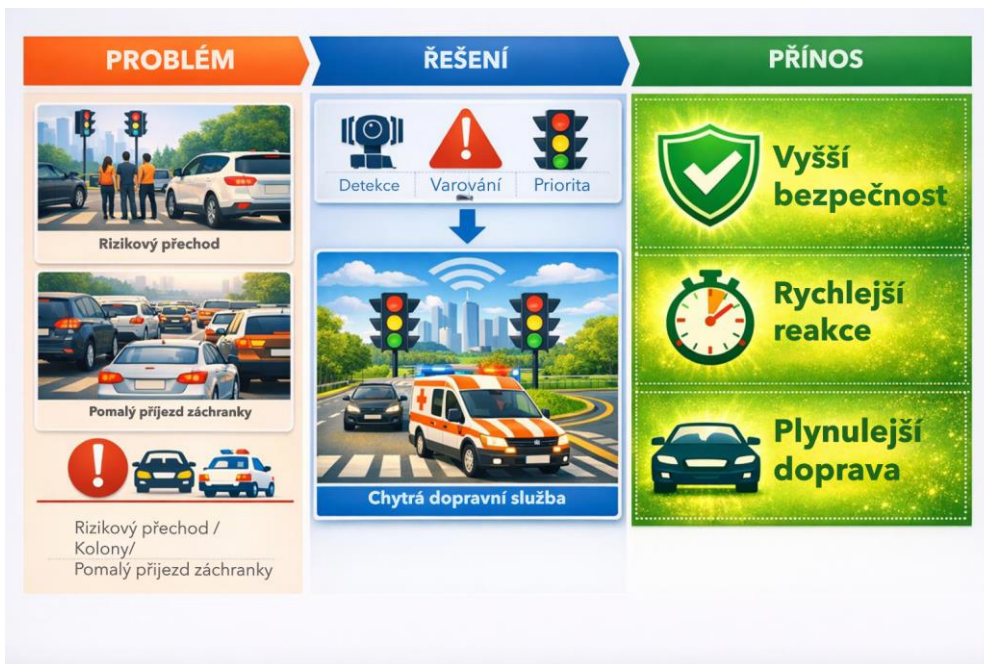 PROBLÉM
Rizikový přechod
Pomalý příjezd záchranky
Rizikový přechod /
Kolony/
Pomalý přijezd záchranky
ŘEŠENÍ
Detekce
Varování
Priorita
Chytrá dopravní služba
PŘÍNOS
Vyšší
bezpečnost
Rychlejší
reakce
Plynulejší
doprava